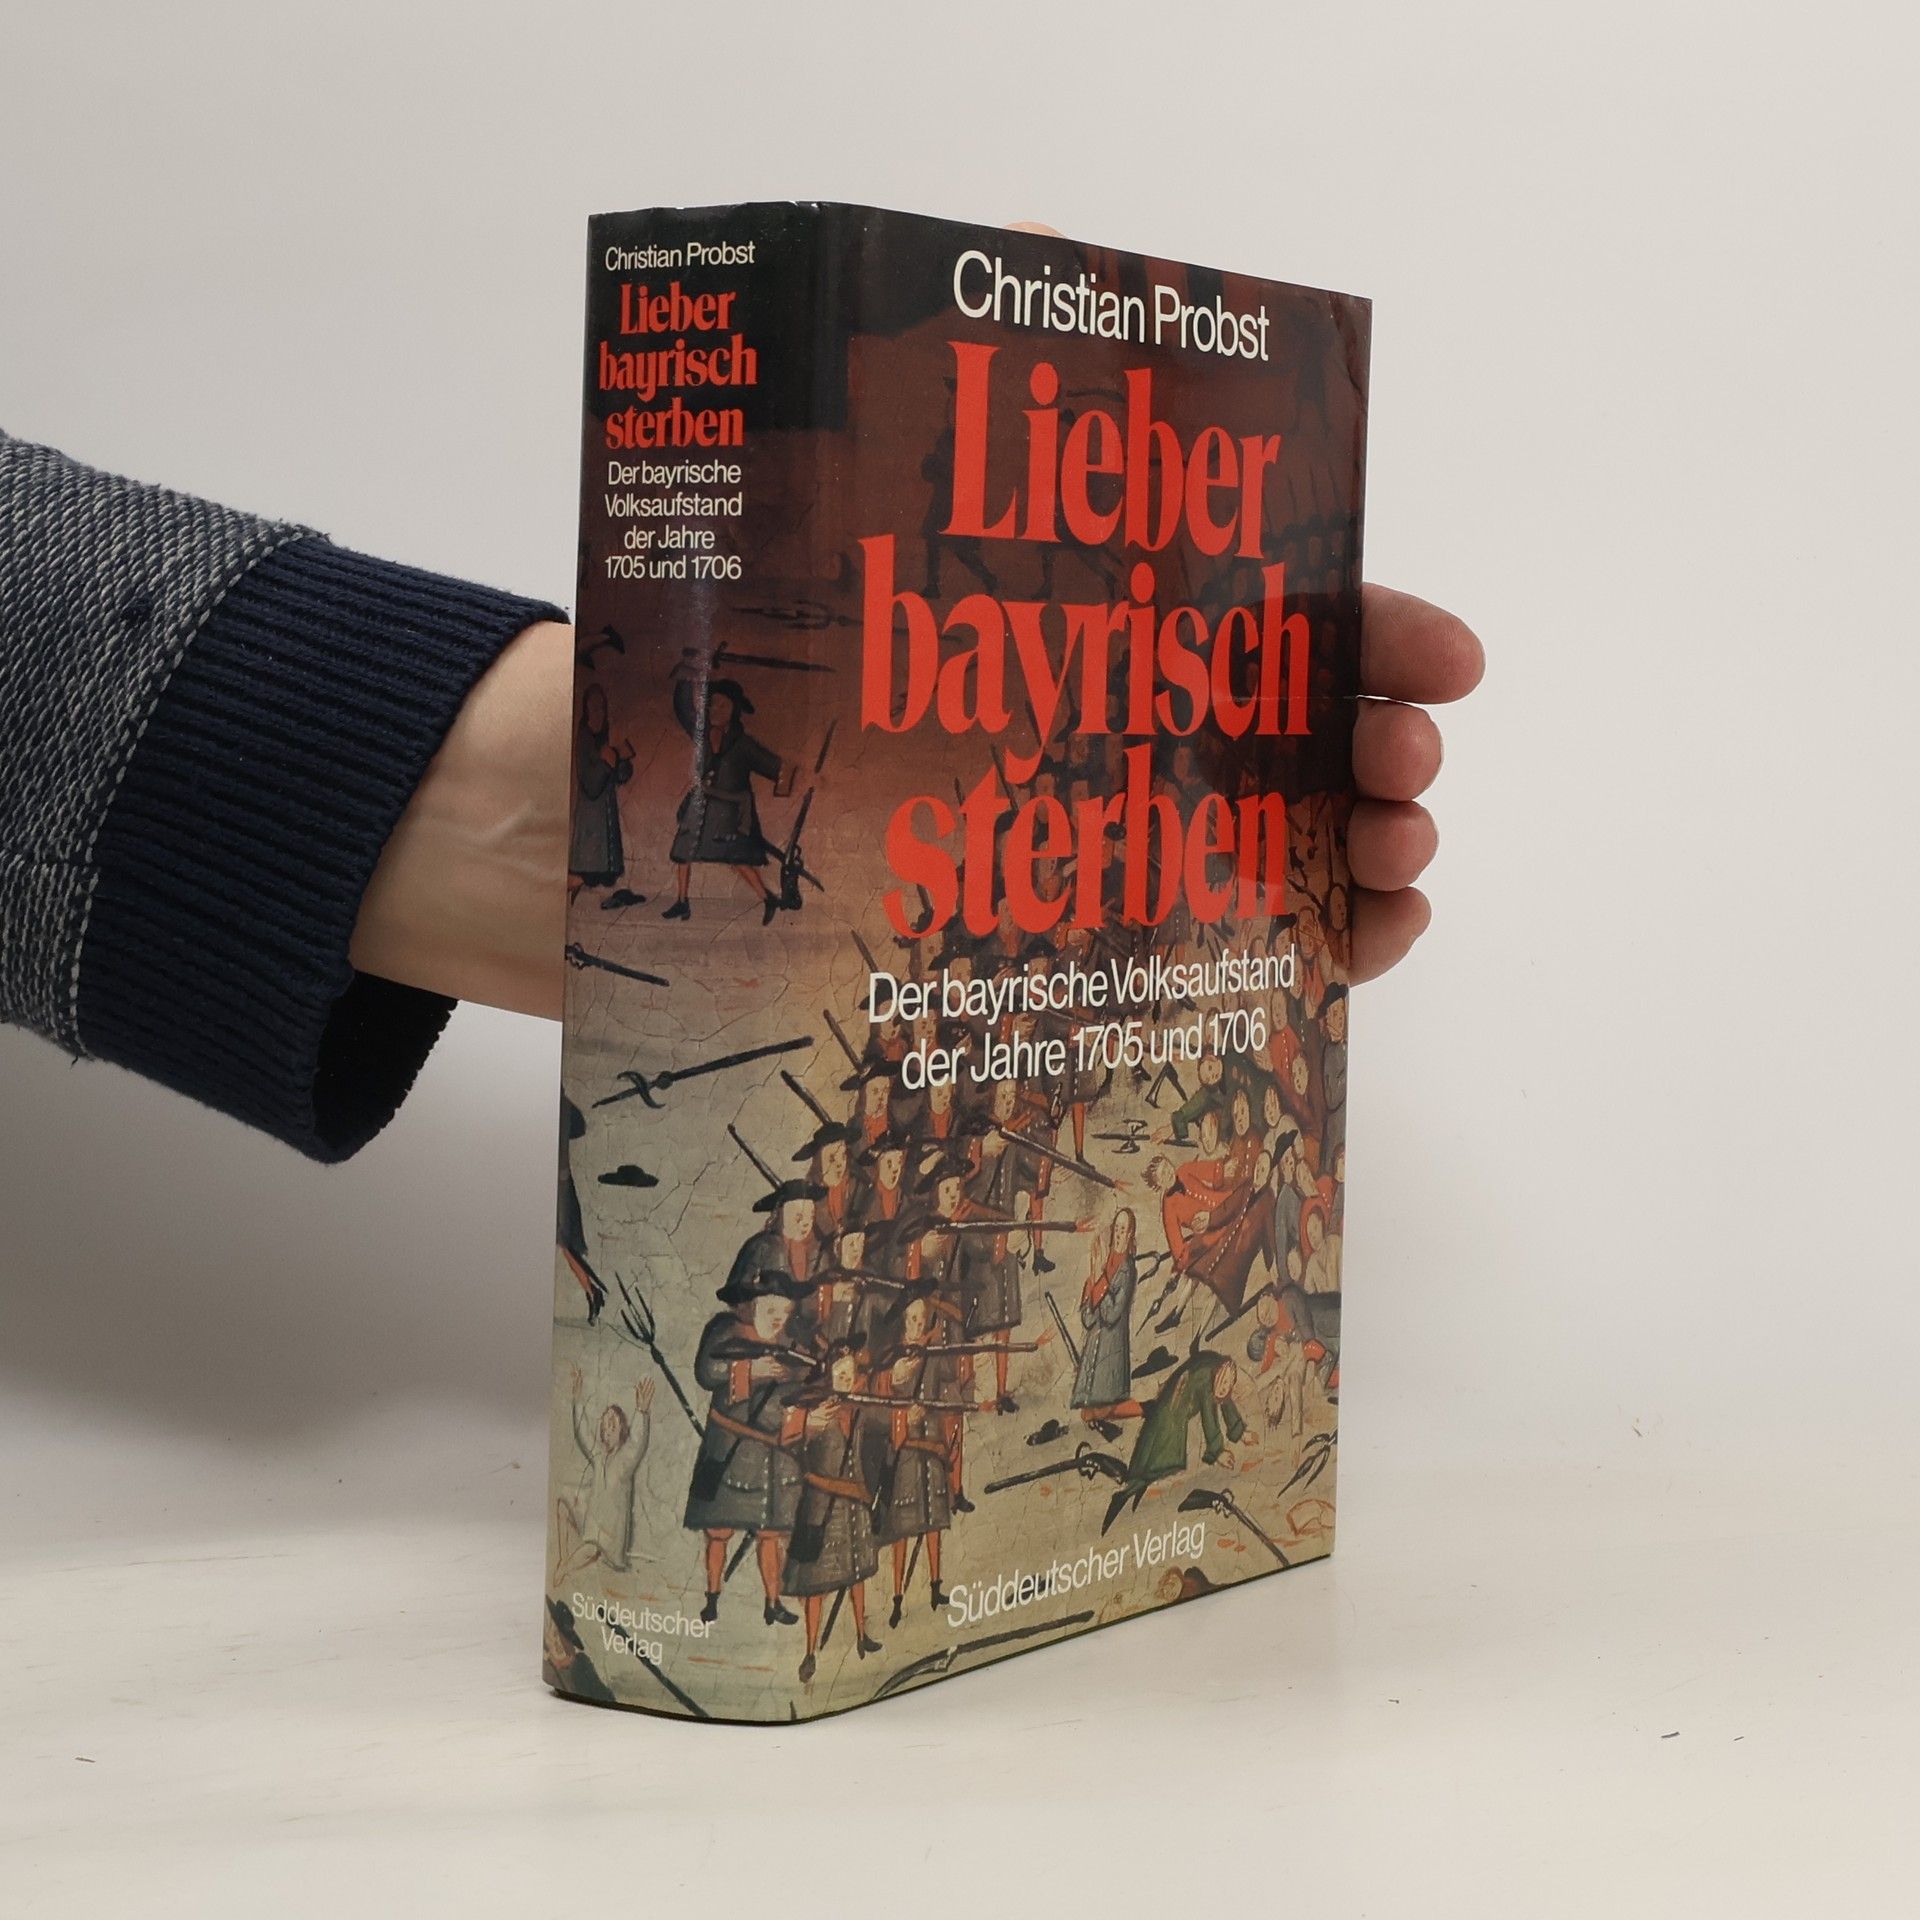 Christian Probst
Lieber
bayrisch
sterben
Der bayrische
Volksaufstand
der Jahre
1705 und 1706
Süddeutscher
Verlag
Christian Probst
Lieber
bayrisch
sterben
Der bayrische Volksaufstand
der Jahre 1705 und 1706
Süddeutscher Verlag